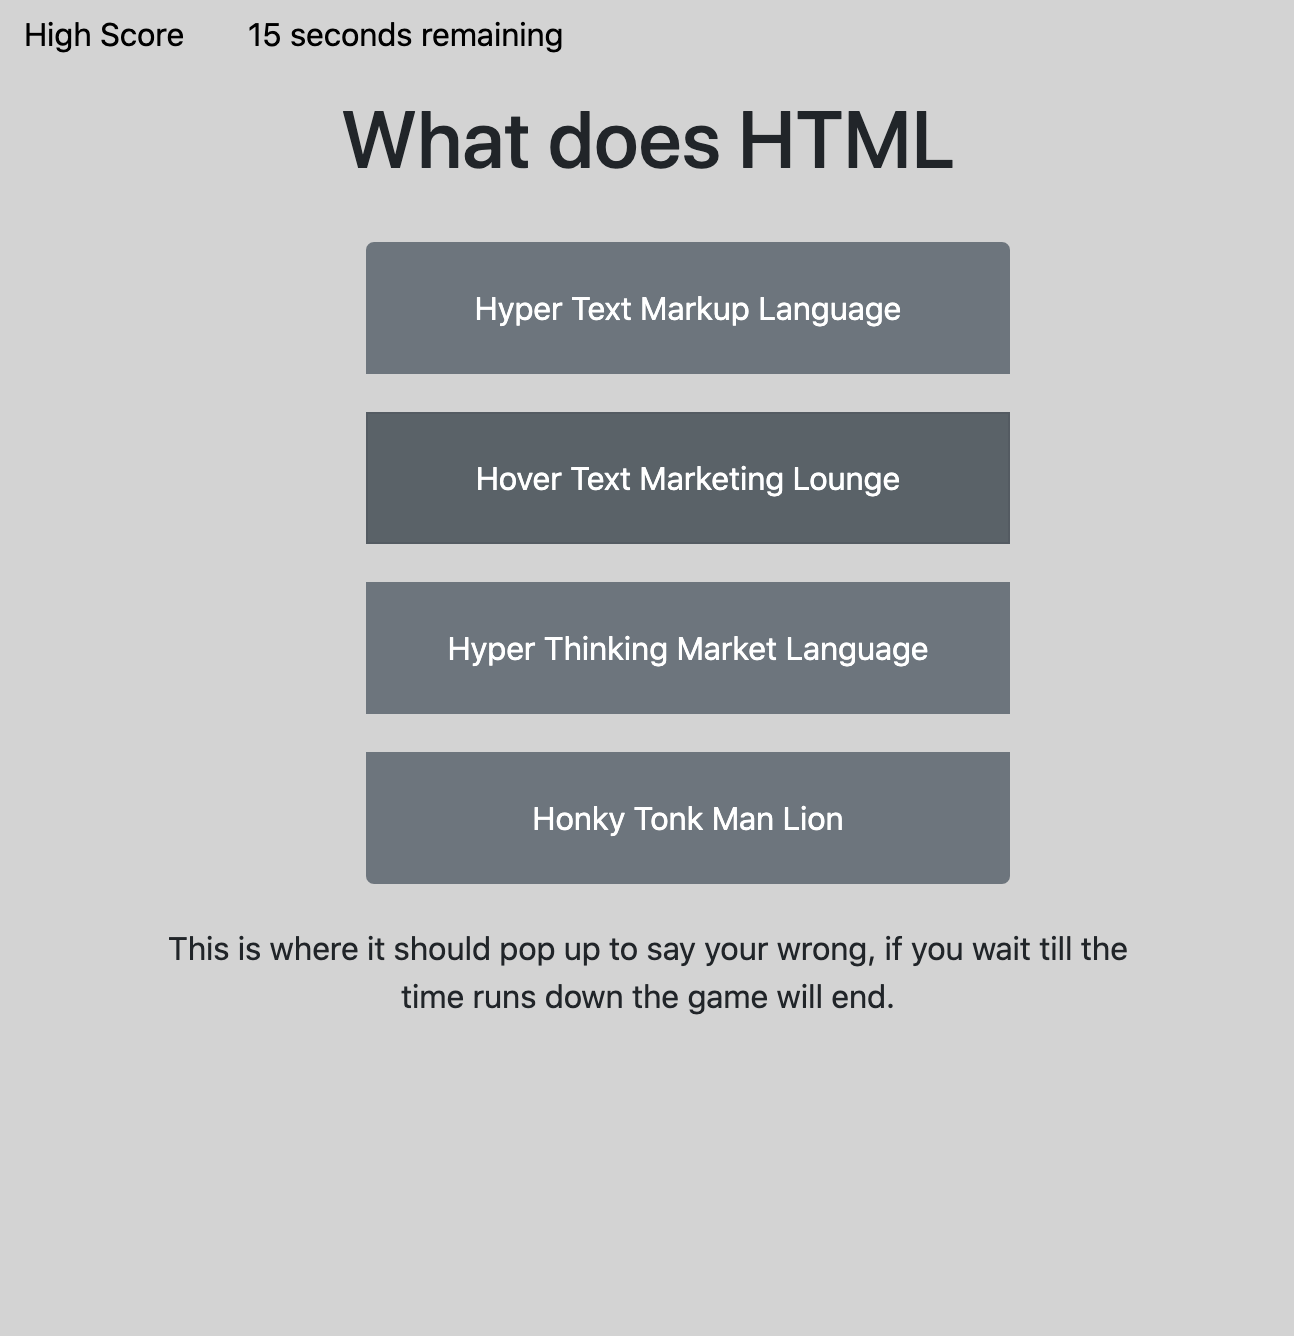 High Score 15 seconds remaining
What does HTML
Hyper Text Markup Language
Hover Text Marketing Lounge
Hyper Thinking Market Language
Honky Tonk Man Lion
This is where it should pop up to say your wrong, if you wait till the
time runs down the game will end.